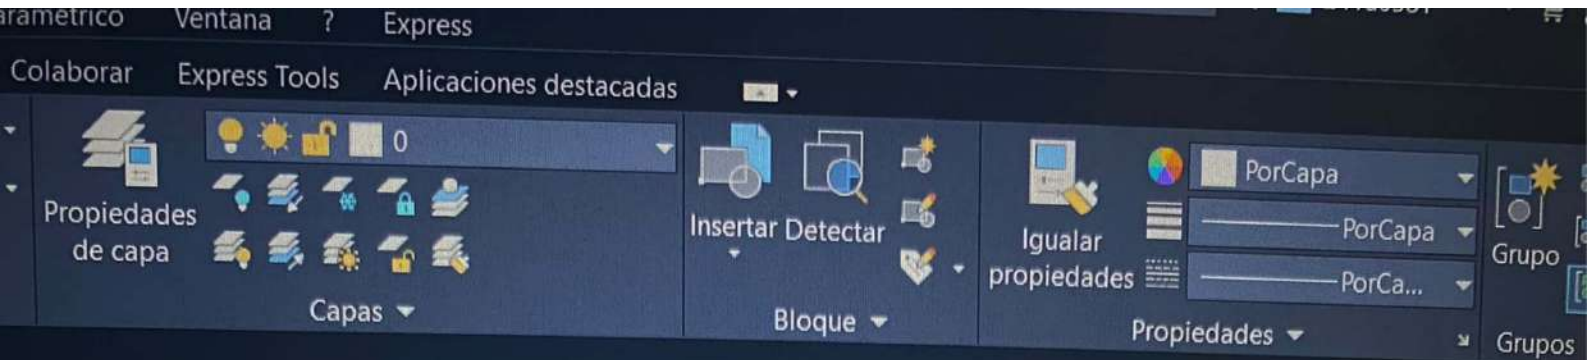 Ventana ? Express
Colaborar Express Tools Aplicaciones destacadas
0
Propiedades
de capa
Capas
Insertar Detectar
Bloque
Igualar
propiedades
PorCapa
PorCapa
PorCa...
Propiedades
Grupo
Grupos